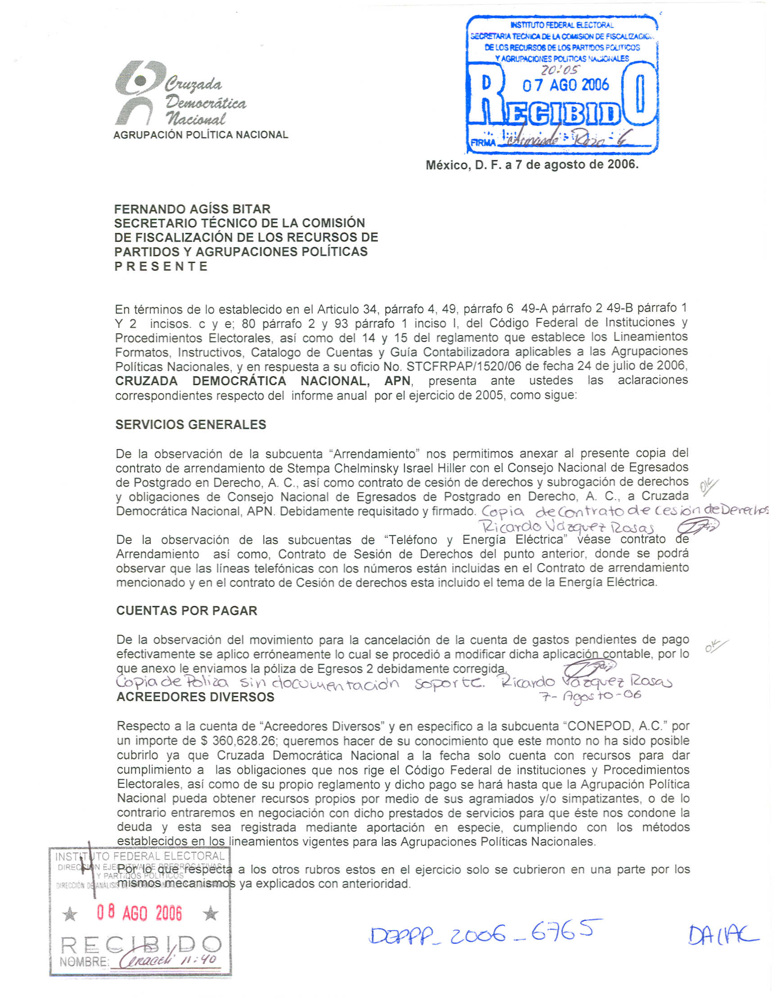 INSTITUTO FEDERAL ELECTORAL
SECRETARIA TECNICA DE LA COMISION DE FISCALIZACION
DE LOS RECURSOS DE LOS PARTIDOS POLITICOS
Y AGRUPACIONES POLITICAS NACIONALES
20:05
07 AGO 2006
RECIBIDO
FIRMA Armando Razo G
Cruzada
Democrática
Nacional
AGRUPACIÓN POLÍTICA NACIONAL
México, D. F. a 7 de agosto de 2006.
FERNANDO AGÍSS BITAR
SECRETARIO TÉCNICO DE LA COMISIÓN
DE FISCALIZACIÓN DE LOS RECURSOS DE
PARTIDOS Y AGRUPACIONES POLÍTICAS
P R E S E N T E
En términos de lo establecido en el Articulo 34, párrafo 4, 49, párrafo 6 49-A párrafo 2 49-B párrafo 1
Y 2 incisos. c y e; 80 párrafo 2 y 93 párrafo 1 inciso l, del Código Federal de Instituciones y
Procedimientos Electorales, así como del 14 y 15 del reglamento que establece los Lineamientos
Formatos, Instructivos, Catalogo de Cuentas y Guía Contabilizadora aplicables a las Agrupaciones
Políticas Nacionales, y en respuesta a su oficio No. STCFRPAP/1520/06 de fecha 24 de julio de 2006,
CRUZADA DEMOCRÁTICA NACIONAL, APN, presenta ante ustedes las aclaraciones
correspondientes respecto del informe anual por el ejercicio de 2005, como sigue:
SERVICIOS GENERALES
De la observación de la subcuenta “Arrendamiento” nos permitimos anexar al presente copia del
contrato de arrendamiento de Stempa Chelminsky Israel Hiller con el Consejo Nacional de Egresados
de Postgrado en Derecho, A. C., así como contrato de cesión de derechos y subrogación de derechos
OK
y obligaciones de Consejo Nacional de Egresados de Postgrado en Derecho, A. C., a Cruzada
Democrática Nacional, APN. Debidamente requisitado y firmado. Copia de Contrato de Cesión de Derechos
Ricardo Vázquez Rosas
De la observación de las subcuentas de “Teléfono y Energía Eléctrica” véase contrato de
Arrendamiento así como, Contrato de Sesión de Derechos del punto anterior, donde se podrá
observar que las líneas telefónicas con los números están incluidas en el Contrato de arrendamiento
mencionado y en el contrato de Cesión de derechos esta incluido el tema de la Energía Eléctrica.
CUENTAS POR PAGAR
De la observación del movimiento para la cancelación de la cuenta de gastos pendientes de pago
OK
efectivamente se aplico erróneamente lo cual se procedió a modificar dicha aplicación contable, por lo
que anexo le enviamos la póliza de Egresos 2 debidamente corregida.
Copia de Poliza sin documentación soporte. Ricardo Vázquez Rosas
7-Agosto-06
ACREEDORES DIVERSOS
Respecto a la cuenta de “Acreedores Diversos” y en especifico a la subcuenta “CONEPOD, A.C.” por
un importe de $ 360,628.26; queremos hacer de su conocimiento que este monto no ha sido posible
cubrirlo ya que Cruzada Democrática Nacional a la fecha solo cuenta con recursos para dar
cumplimiento a las obligaciones que nos rige el Código Federal de instituciones y Procedimientos
Electorales, así como de su propio reglamento y dicho pago se hará hasta que la Agrupación Política
Nacional pueda obtener recursos propios por medio de sus agramiados y/o simpatizantes, o de lo
contrario entraremos en negociación con dicho prestados de servicios para que éste nos condone la
deuda y esta sea registrada mediante aportación en especie, cumpliendo con los métodos
establecidos en los lineamientos vigentes para las Agrupaciones Políticas Nacionales.
Por lo que respecta a los otros rubros estos en el ejercicio solo se cubrieron en una parte por los
mismos mecanismos ya explicados con anterioridad.
INSTITUTO FEDERAL ELECTORAL
DIRECCIÓN EJECUTIVA DE PRERROGATIVAS
Y PARTIDOS POLITICOS
DIRECCIÓN DE ANÁLISIS DE INFORMES ANUALES Y
08 AGO 2006
RECIBIDO
NOMBRE: Araceli 11:40
DEPPP_2006_6765
DAIAC